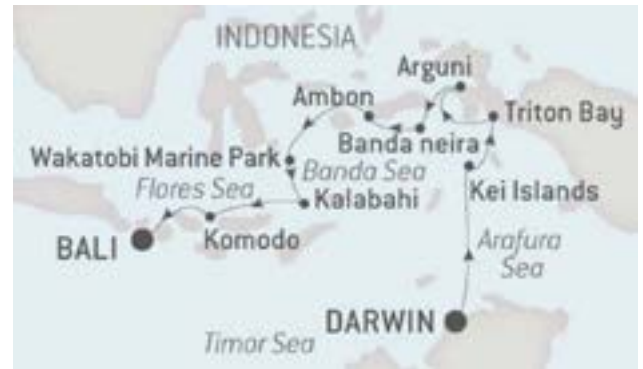 INDONESIA
Arguni
Ambon
Triton Bay
Banda neira
Wakatobi Marine Park
Banda Sea
Flores Sea
Kei Islands
Kalabahi
Komodo
BALI
Arafura
Sea
DARWIN
Timor Sea